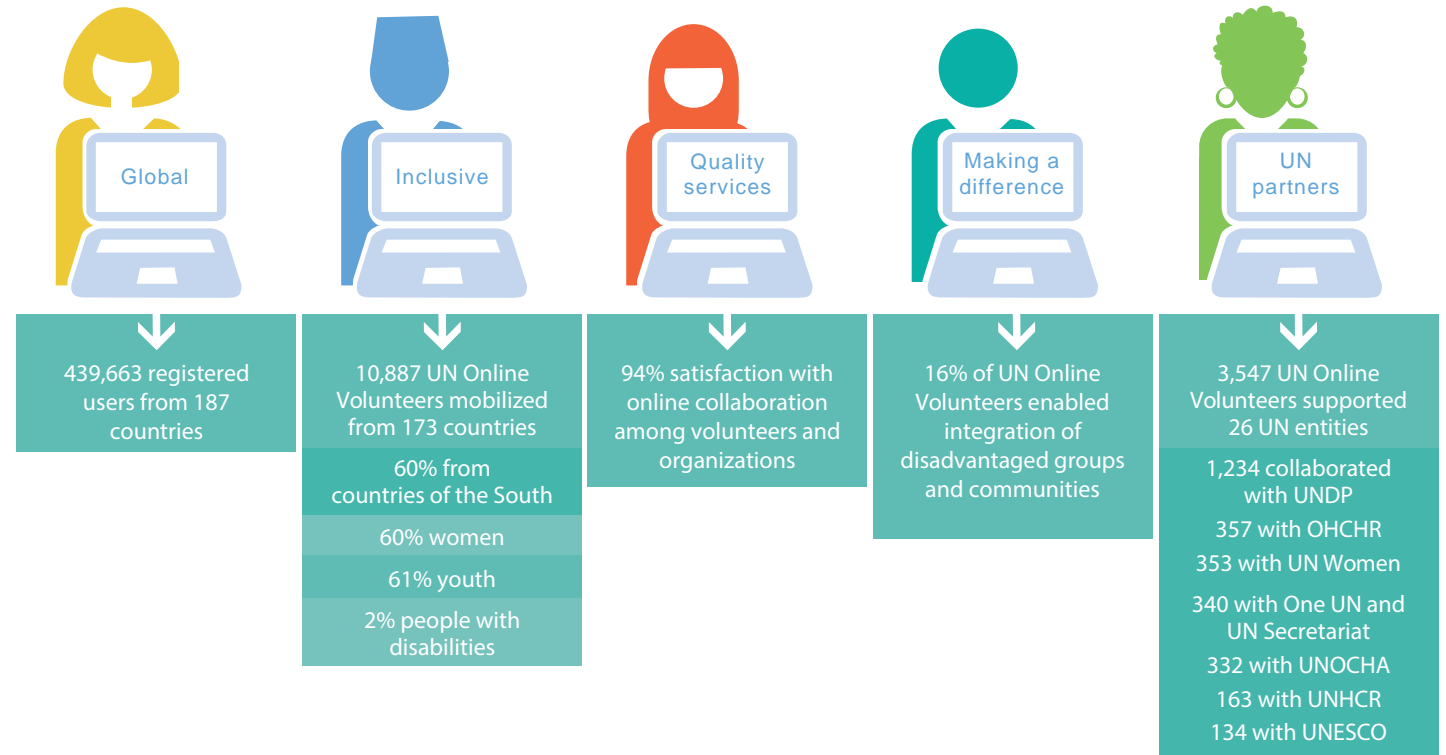 Global
439,663 registered
users from 187
countries
Inclusive
10,887 UN Online
Volunteers mobilized
from 173 countries
60% from
countries of the South
60% women
61% youth
2% people with
disabilities
Quality
services
94% satisfaction with
online collaboration
among volunteers and
organizations
Making a
difference
16% of UN Online
Volunteers enabled
integration of
disadvantaged groups
and communities
UN
partners
3,547 UN Online
Volunteers supported
26 UN entities
1,234 collaborated
with UNDP
357 with OHCHR
353 with UN Women
340 with One UN and
UN Secretariat
332 with UNOCHA
163 with UNHCR
134 with UNESCO